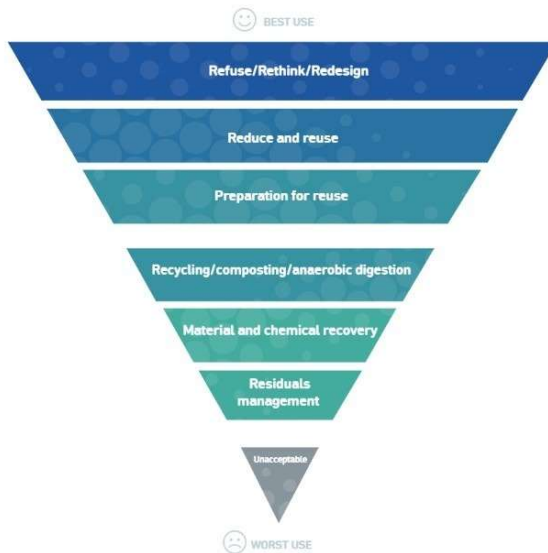 BEST USE
Refuse/Rethink/Redesign
Reduce and reuse
Preparation for reuse
Recycling/composting/anaerobic digestion
Material and chemical recovery
Residuals
management
Unacceptable
WORST USE